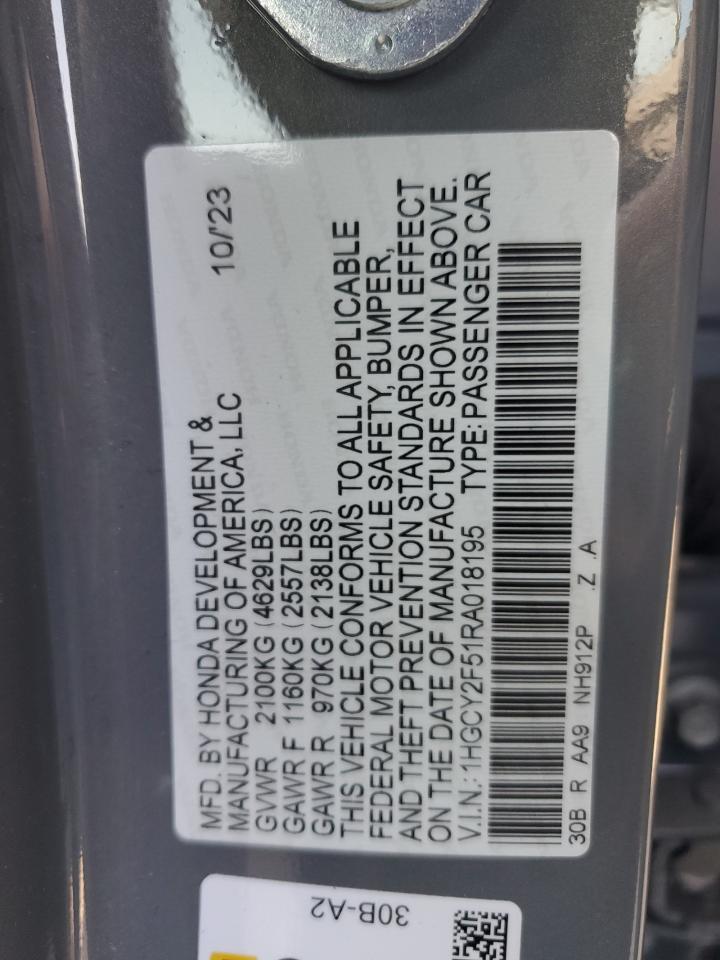 MFD. BY HONDA DEVELOPMENT &
MANUFACTURING OF AMERICA, LLC 10/'23
GVWR 2100KG (4629LBS)
GAWR F 1160KG (2557LBS)
GAWR R 970KG (2138LBS)
THIS VEHICLE CONFORMS TO ALL APPLICABLE
FEDERAL MOTOR VEHICLE SAFETY, BUMPER,
AND THEFT PREVENTION STANDARDS IN EFFECT
ON THE DATE OF MANUFACTURE SHOWN ABOVE.
V.I.N.: 1HGCY2F51RA018195 TYPE: PASSENGER CAR
30B R AA9 NH912P .Z .A
30B-A2